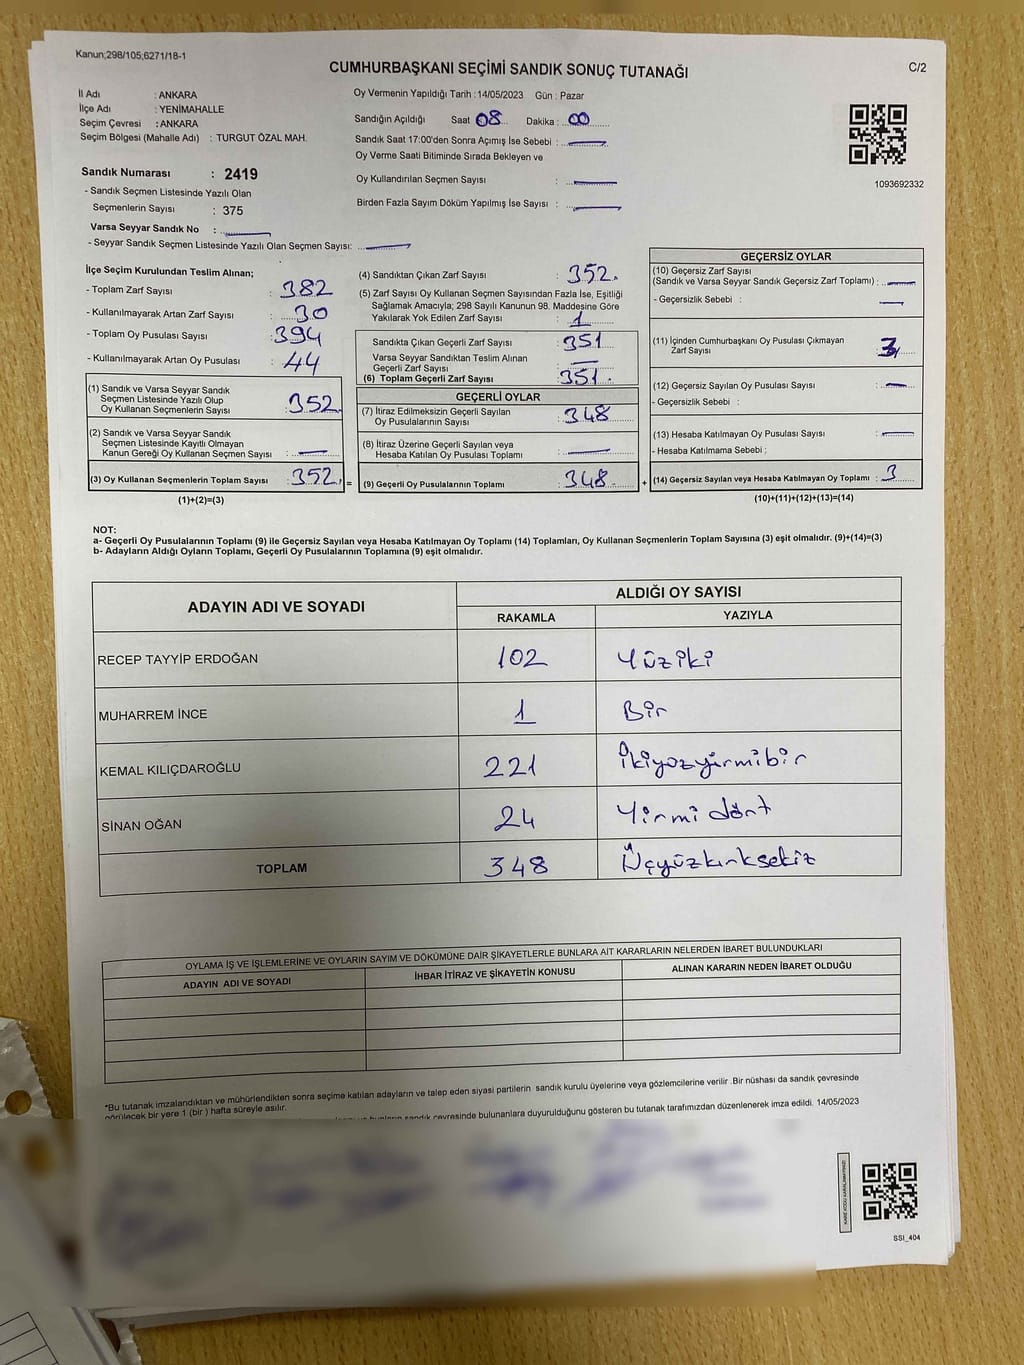 Kanun;298/105;6271/18-1
CUMHURBAŞKANI SEÇİMİ SANDIK SONUÇ TUTANAĞI
C/2
İl Adı : ANKARA
İlçe Adı : YENİMAHALLE
Seçim Çevresi : ANKARA
Seçim Bölgesi (Mahalle Adı) : TURGUT ÖZAL MAH.
Sandık Numarası : 2419
- Sandık Seçmen Listesinde Yazılı Olan
Seçmenlerin Sayısı : 375
Varsa Seyyar Sandık No :
- Seyyar Sandık Seçmen Listesinde Yazılı Olan Seçmen Sayısı:
Oy Vermenin Yapıldığı Tarih : 14/05/2023 Gün : Pazar
Sandığın Açıldığı Saat 08 Dakika : 00
Sandık Saat 17:00'den Sonra Açımış İse Sebebi :
Oy Verme Saati Bitiminde Sırada Bekleyen ve
Oy Kullandırılan Seçmen Sayısı :
Birden Fazla Sayım Döküm Yapılmış İse Sayısı :
1093692332
İlçe Seçim Kurulundan Teslim Alınan;
- Toplam Zarf Sayısı : 382
- Kullanılmayarak Artan Zarf Sayısı : 30
- Toplam Oy Pusulası Sayısı : 394
- Kullanılmayarak Artan Oy Pusulası : 44
(1) Sandık ve Varsa Seyyar Sandık
Seçmen Listesinde Yazılı Olup
Oy Kullanan Seçmenlerin Sayısı : 352
(2) Sandık ve Varsa Seyyar Sandık
Seçmen Listesinde Kayıtlı Olmayan
Kanun Gereği Oy Kullanan Seçmen Sayısı :
(3) Oy Kullanan Seçmenlerin Toplam Sayısı : 352. =
(1)+(2)=(3)
(4) Sandıktan Çıkan Zarf Sayısı : 352.
(5) Zarf Sayısı Oy Kullanan Seçmen Sayısından Fazla İse, Eşitliği
Sağlamak Amacıyla; 298 Sayılı Kanunun 98. Maddesine Göre
Yakılarak Yok Edilen Zarf Sayısı : 1
Sandıkta Çıkan Geçerli Zarf Sayısı : 351
Varsa Seyyar Sandıktan Teslim Alınan
Geçerli Zarf Sayısı :
(6) Toplam Geçerli Zarf Sayısı : 351.
GEÇERLİ OYLAR
(7) İtiraz Edilmeksizin Geçerli Sayılan
Oy Pusulalarının Sayısı : 348
(8) İtiraz Üzerine Geçerli Sayılan veya
Hesaba Katılan Oy Pusulası Toplamı :
(9) Geçerli Oy Pusulalarının Toplamı : 348. +
GEÇERSİZ OYLAR
(10) Geçersiz Zarf Sayısı
(Sandık ve Varsa Seyyar Sandık Geçersiz Zarf Toplamı) :
- Geçersizlik Sebebi :
(11) İçinden Cumhurbaşkanı Oy Pusulası Çıkmayan
Zarf Sayısı : 3
(12) Geçersiz Sayılan Oy Pusulası Sayısı :
- Geçersizlik Sebebi :
(13) Hesaba Katılmayan Oy Pusulası Sayısı :
- Hesaba Katılmama Sebebi ;
(14) Geçersiz Sayılan veya Hesaba Katılmayan Oy Toplamı : 3
(10)+(11)+(12)+(13)=(14)
NOT:
a- Geçerli Oy Pusulalarının Toplamı (9) ile Geçersiz Sayılan veya Hesaba Katılmayan Oy Toplamı (14) Toplamları, Oy Kullanan Seçmenlerin Toplam Sayısına (3) eşit olmalıdır. (9)+(14)=(3)
b- Adayların Aldığı Oyların Toplamı, Geçerli Oy Pusulalarının Toplamına (9) eşit olmalıdır.
ADAYIN ADI VE SOYADI
ALDIĞI OY SAYISI
RAKAMLA YAZIYLA
RECEP TAYYİP ERDOĞAN 102 Yüziki
MUHARREM İNCE 1 Bir
KEMAL KILIÇDAROĞLU 221 İkiyüzyirmibir
SİNAN OĞAN 24 Yirmi dört
TOPLAM 348 Üçyüzkırksekiz
OYLAMA İŞ VE İŞLEMLERİNE VE OYLARIN SAYIM VE DÖKÜMÜNE DAİR ŞİKAYETLERLE BUNLARA AİT KARARLARIN NELERDEN İBARET BULUNDUKLARI
ADAYIN ADI VE SOYADI İHBAR İTİRAZ VE ŞİKAYETİN KONUSU ALINAN KARARIN NEDEN İBARET OLDUĞU
*Bu tutanak imzalandıktan ve mühürlendikten sonra seçime katılan adayların ve talep eden siyasi partilerin sandık kurulu üyelerine veya gözlemcilerine verilir .Bir nüshası da sandık çevresinde
görülecek bir yere 1 (bir ) hafta süreyle asılır.
sandık çevresinde bulunanlara duyurulduğunu gösteren bu tutanak tarafımızdan düzenlenerek imza edildi. 14/05/2023
SSI_404